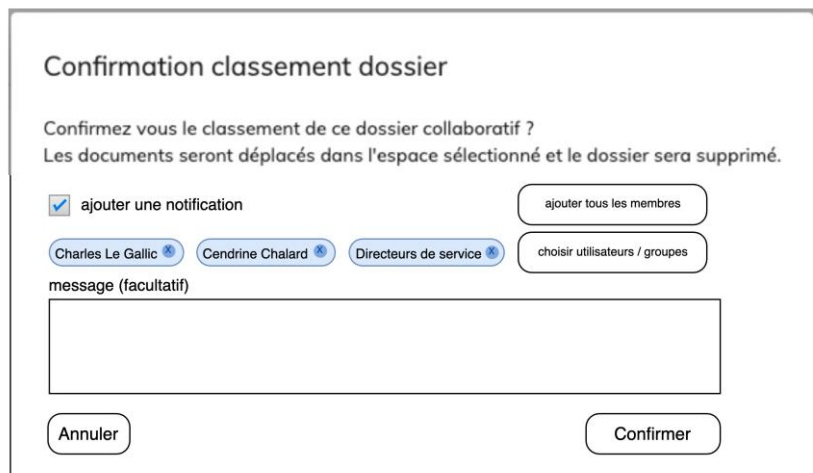 Confirmation classement dossier
Confirmez vous le classement de ce dossier collaboratif ?
Les documents seront déplacés dans l'espace sélectionné et le dossier sera supprimé.
ajouter une notification
ajouter tous les membres
Charles Le Gallic x Cendrine Chalard x Directeurs de service x
choisir utilisateurs / groupes
message (facultatif)
Annuler
Confirmer